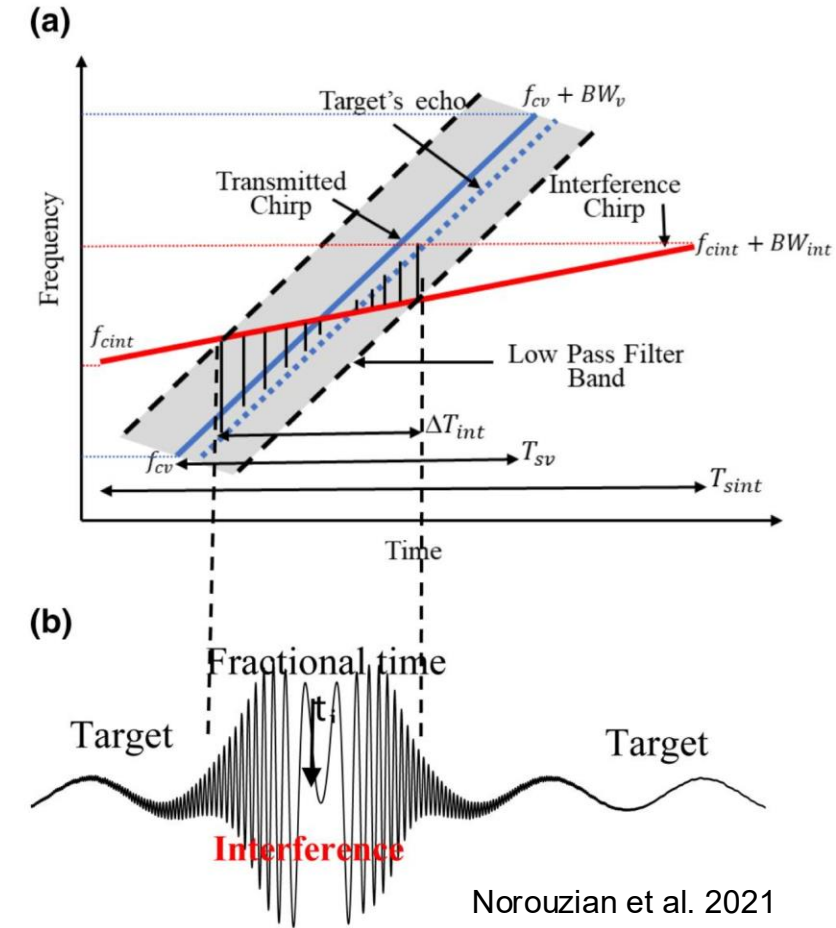 (a)
f_cv + BW_v
Target's echo
Transmitted
Chirp
Interference
Chirp
Frequency
f_cint + BW_int
f_cint
Low Pass Filter
Band
ΔT_int
f_cv
T_sv
T_sint
Time
(b)
Fractional time
t_i
Target
Target
Interference
Norouzian et al. 2021